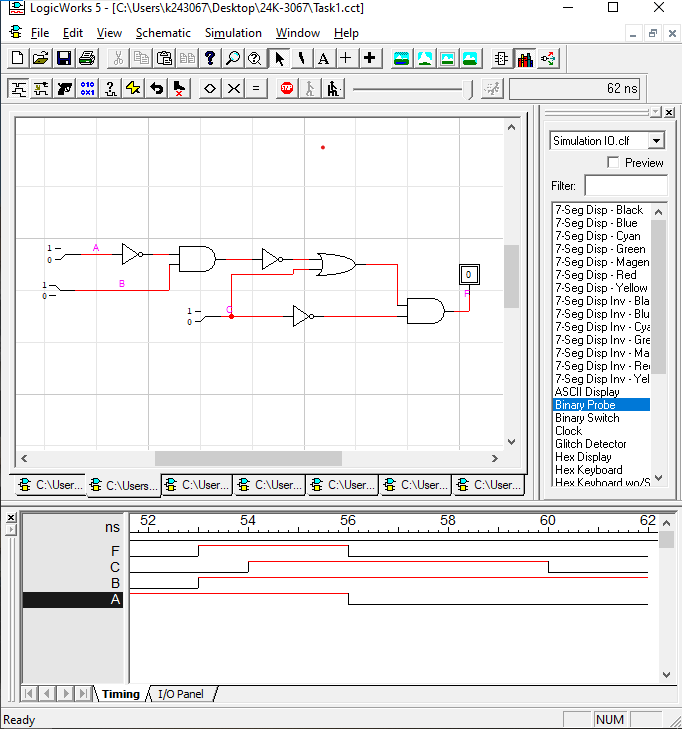 LogicWorks 5 - [C:\Users\k243067\Desktop\24K-3067\Task1.cct]
File Edit View Schematic Simulation Window Help
A
62 ns
Simulation IO.clf
Preview
Filter:
7-Seg Disp - Black
7-Seg Disp - Blue
7-Seg Disp - Cyan
7-Seg Disp - Green
7-Seg Disp - Magen
7-Seg Disp - Red
7-Seg Disp - Yellow
7-Seg Disp Inv - Bla
7-Seg Disp Inv - Blu
7-Seg Disp Inv - Cya
7-Seg Disp Inv - Gre
7-Seg Disp Inv - Ma
7-Seg Disp Inv - Rec
7-Seg Disp Inv - Yel
ASCII Display
Binary Probe
Binary Switch
Clock
Glitch Detector
Hex Display
Hex Keyboard
Hex Keyboard wo/S
1
0
A
1
0
B
1
0
C
0
F
C:\User...
C:\Users...
C:\User...
C:\User...
C:\User...
C:\User...
C:\User...
ns 52 54 56 58 60 62
F
C
B
A
Timing I/O Panel
Ready NUM